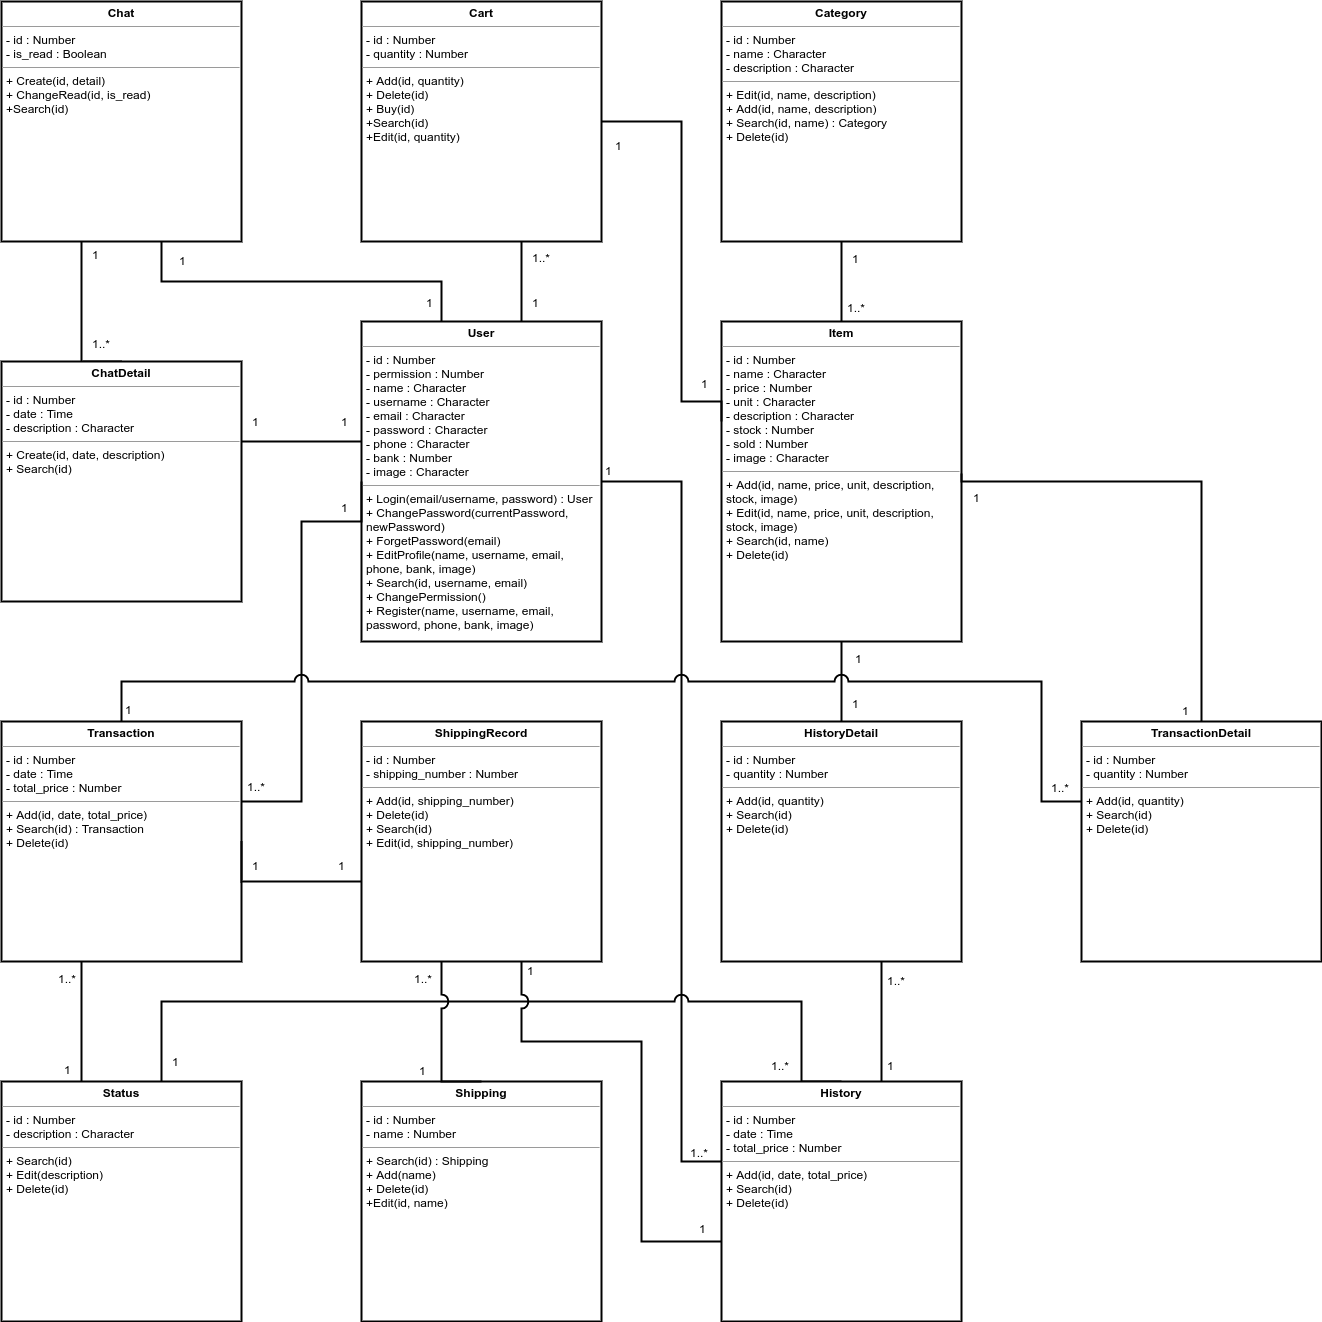 Chat
- id : Number
- is_read : Boolean
+ Create(id, detail)
+ ChangeRead(id, is_read)
+Search(id)
Cart
- id : Number
- quantity : Number
+ Add(id, quantity)
+ Delete(id)
+ Buy(id)
+Search(id)
+Edit(id, quantity)
Category
- id : Number
- name : Character
- description : Character
+ Edit(id, name, description)
+ Add(id, name, description)
+ Search(id, name) : Category
+ Delete(id)
1
1
1
1..*
1
1..*
1
1
1..*
1
ChatDetail
- id : Number
- date : Time
- description : Character
+ Create(id, date, description)
+ Search(id)
1
1
1
User
- id : Number
- permission : Number
- name : Character
- username : Character
- email : Character
- password : Character
- phone : Character
- bank : Number
- image : Character
+ Login(email/username, password) : User
+ ChangePassword(currentPassword,
newPassword)
+ ForgetPassword(email)
+ EditProfile(name, username, email,
phone, bank, image)
+ Search(id, username, email)
+ ChangePermission()
+ Register(name, username, email,
password, phone, bank, image)
1
1
Item
- id : Number
- name : Character
- price : Number
- unit : Character
- description : Character
- stock : Number
- sold : Number
- image : Character
+ Add(id, name, price, unit, description,
stock, image)
+ Edit(id, name, price, unit, description,
stock, image)
+ Search(id, name)
+ Delete(id)
1
1
1
1
1
Transaction
- id : Number
- date : Time
- total_price : Number
+ Add(id, date, total_price)
+ Search(id) : Transaction
+ Delete(id)
1..*
1
1
ShippingRecord
- id : Number
- shipping_number : Number
+ Add(id, shipping_number)
+ Delete(id)
+ Search(id)
+ Edit(id, shipping_number)
HistoryDetail
- id : Number
- quantity : Number
+ Add(id, quantity)
+ Search(id)
+ Delete(id)
1..*
TransactionDetail
- id : Number
- quantity : Number
+ Add(id, quantity)
+ Search(id)
+ Delete(id)
1..*
1..*
1
1..*
1
1
1
1..*
1
Status
- id : Number
- description : Character
+ Search(id)
+ Edit(description)
+ Delete(id)
Shipping
- id : Number
- name : Number
+ Search(id) : Shipping
+ Add(name)
+ Delete(id)
+Edit(id, name)
1..*
1
History
- id : Number
- date : Time
- total_price : Number
+ Add(id, date, total_price)
+ Search(id)
+ Delete(id)